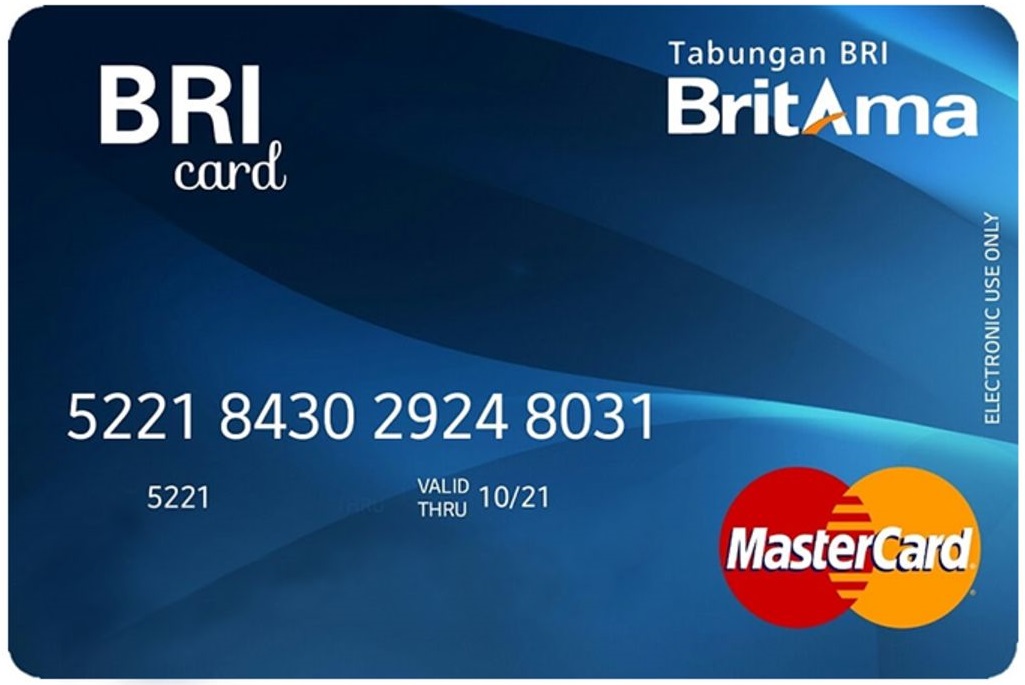 BRI
card
Tabungan BRI
BritAma
ELECTRONIC USE ONLY
5221 8430 2924 8031
5221
VALID
THRU 10/21
MasterCard